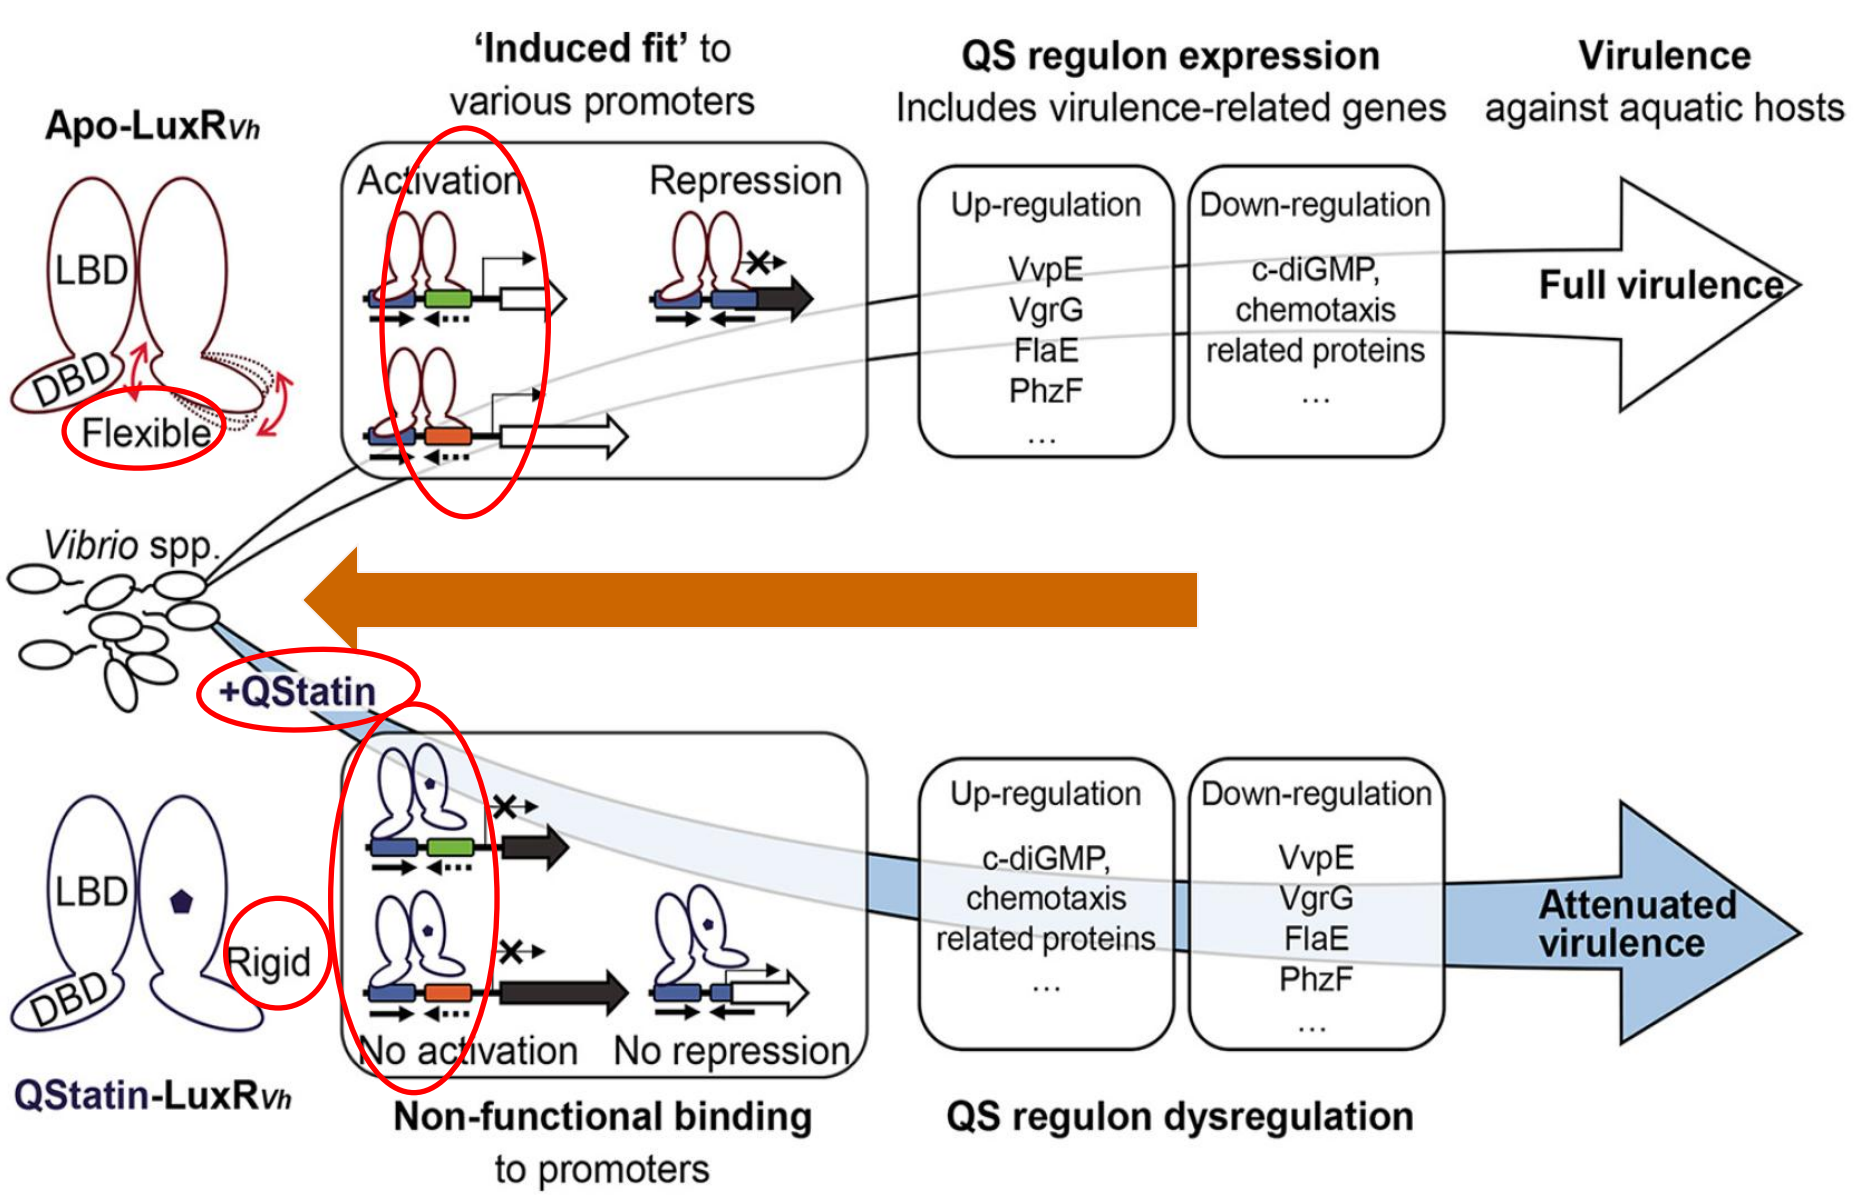 ‘Induced fit’ to
various promoters
QS regulon expression
Includes virulence-related genes
Virulence
against aquatic hosts
Apo-LuxRVh
LBD
DBD
Flexible
Activation
Repression
Up-regulation
VvpE
VgrG
FlaE
PhzF
...
Down-regulation
c-diGMP,
chemotaxis
related proteins
...
Full virulence
Vibrio spp.
+QStatin
LBD
DBD
Rigid
QStatin-LuxRVh
No activation
No repression
Non-functional binding
to promoters
Up-regulation
c-diGMP,
chemotaxis
related proteins
...
Down-regulation
VvpE
VgrG
FlaE
PhzF
...
QS regulon dysregulation
Attenuated
virulence